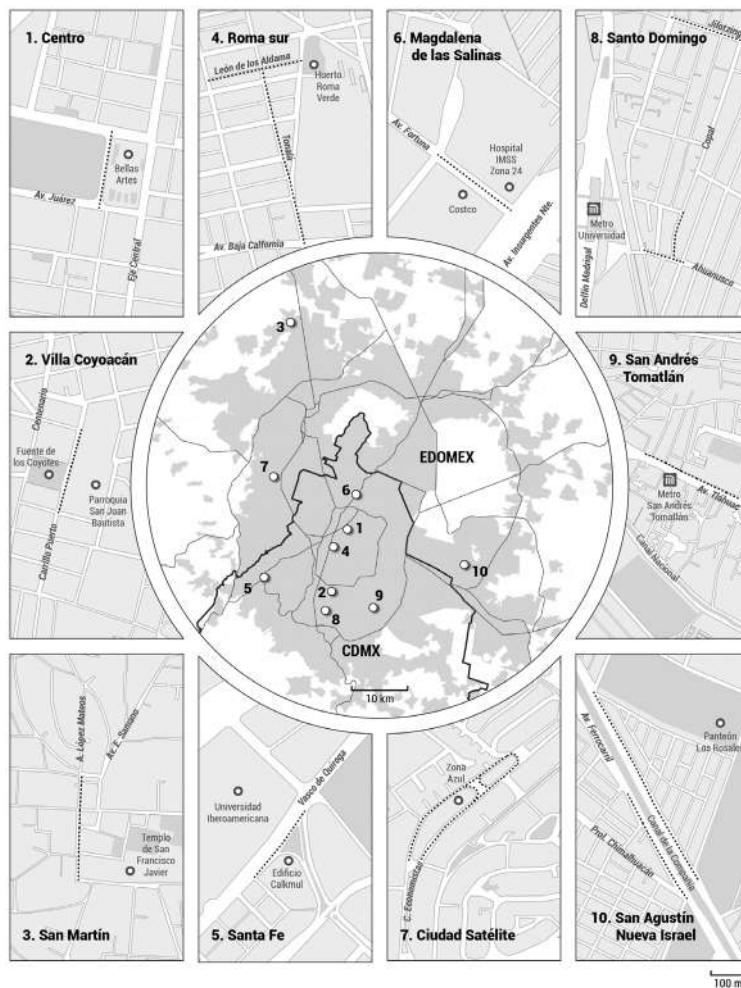 1. Centro
Bellas
Artes
Av. Juárez
Eje Central
4. Roma sur
León de los Aldama
Huerto
Roma
Verde
Tonalá
Av. Baja Calfornia
6. Magdalena
de las Salinas
Av. Fortuna
Hospital
IMSS
Zona 24
Costco
Av. Insurgentes Nte.
8. Santo Domingo
Copal
Metro
Universidad
Delfín Madrigal
Ahuanusco
2. Villa Coyoacán
Centenario
Fuente de
los Coyotes
Parroquia
San Juan
Bautista
Carrillo Puerto
3
EDOMEX
7
6
1
4
5
10
2
9
8
CDMX
10 km
9. San Andrés
Tomatlán
Av. Tlahuac
Metro
San Andrés
Tomatlán
Canal Nacional
A. López Mateos
Templo
de San
Francisco
Javier
3. San Martín
Vasco de Quiroga
Universidad
Iberoamericana
Edificio
Calkmul
5. Santa Fe
Zona
Azul
C. Economistas
7. Ciudad Satélite
Av. Ferrocarril
Panteón
Los Rosales
Canal de la Compañía
Prol. Chimalhuacán
10. San Agustín
Nueva Israel
100 m